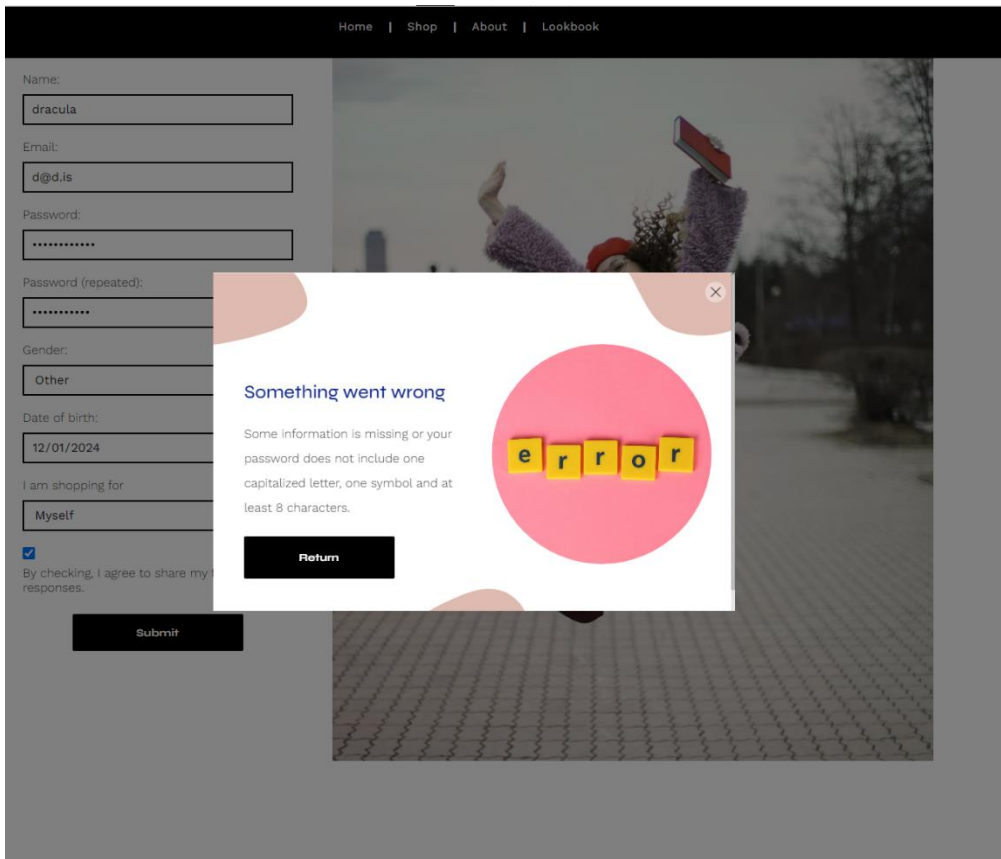 Home | Shop | About | Lookbook
Name:
dracula
Email:
d@d.is
Password:
••••••••••••
Password (repeated):
•••••••••••
Gender:
Other
Date of birth:
12/01/2024
I am shopping for
Myself
By checking, I agree to share my
responses.
Submit
Something went wrong
Some information is missing or your
password does not include one
capitalized letter, one symbol and at
least 8 characters.
Return
error